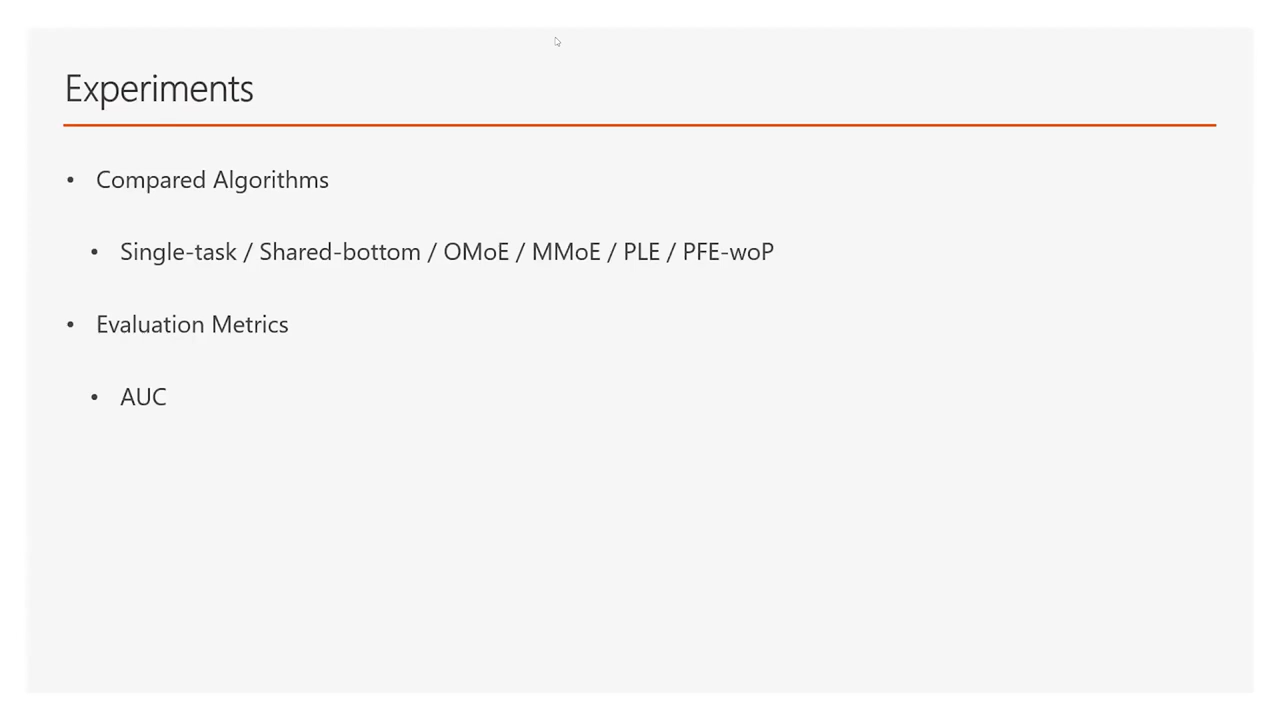 Experiments
• Compared Algorithms
• Single-task / Shared-bottom / OMoE / MMoE / PLE / PFE-woP
• Evaluation Metrics
• AUC